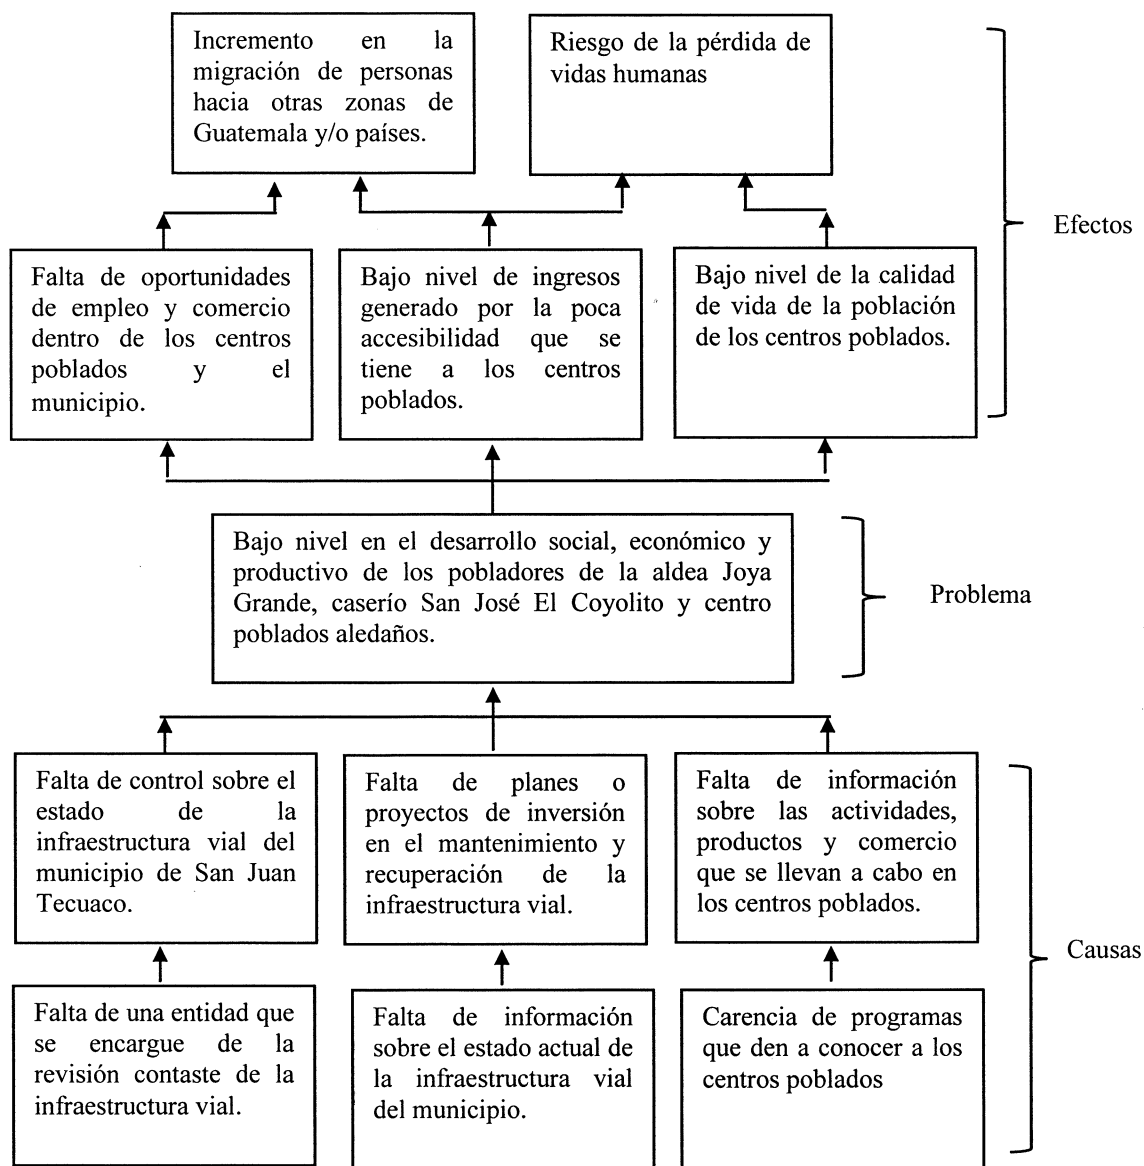 Incremento en la
migración de personas
hacia otras zonas de
Guatemala y/o países.
Riesgo de la pérdida de
vidas humanas
Efectos
Falta de oportunidades
de empleo y comercio
dentro de los centros
poblados y el
municipio.
Bajo nivel de ingresos
generado por la poca
accesibilidad que se
tiene a los centros
poblados.
Bajo nivel de la calidad
de vida de la población
de los centros poblados.
Bajo nivel en el desarrollo social, económico y
productivo de los pobladores de la aldea Joya
Grande, caserío San José El Coyolito y centro
poblados aledaños.
Problema
Falta de control sobre el
estado de la
infraestructura vial del
municipio de San Juan
Tecuaco.
Falta de planes o
proyectos de inversión
en el mantenimiento y
recuperación de la
infraestructura vial.
Falta de información
sobre las actividades,
productos y comercio
que se llevan a cabo en
los centros poblados.
Causas
Falta de una entidad que
se encargue de la
revisión contaste de la
infraestructura vial.
Falta de información
sobre el estado actual de
la infraestructura vial
del municipio.
Carencia de programas
que den a conocer a los
centros poblados